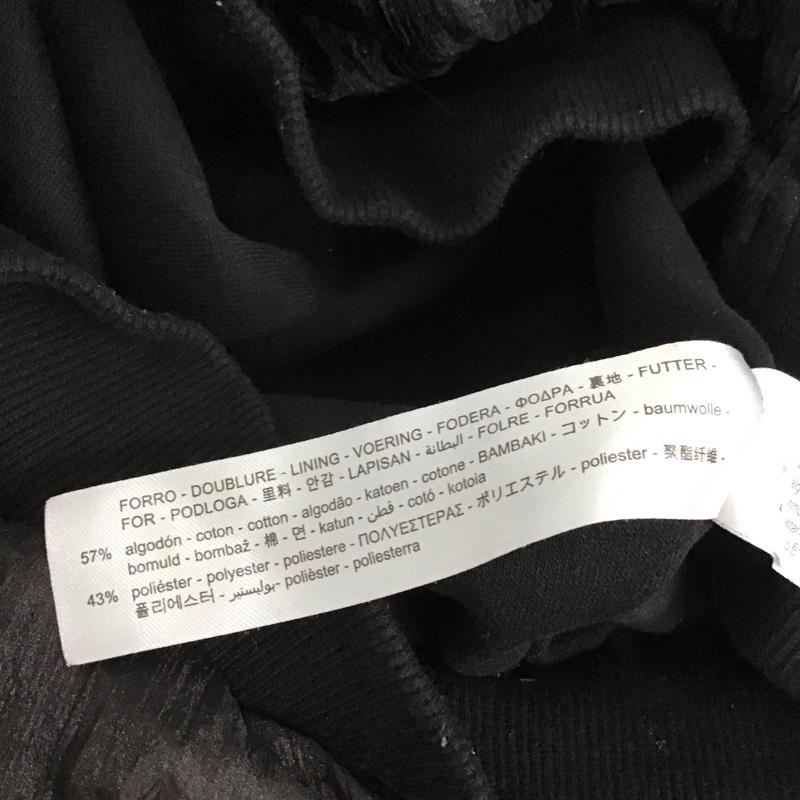 FORRO - DOUBLURE - LINING - VOERING - FODERA - ΦΟΔΡΑ - 裏地 - FUTTER -
FOR - PODLOGA - 里料 - 안감 - LAPISAN - البطانة - FOLRE - FORRUA
57% algodón - coton - cotton - algodão - katoen - cotone - BAMBAKI - コットン - baumwolle -
bomuld - bombaž - 棉 - 면 - katun - قطن - cotó - kotoia
43% poliéster - polyester - poliestere - ΠΟΛΥΕΣΤΕΡΑΣ - ポリエステル - poliester - 聚酯纤维 -
폴리에스터 - بوليستير - polièster - poliesterra